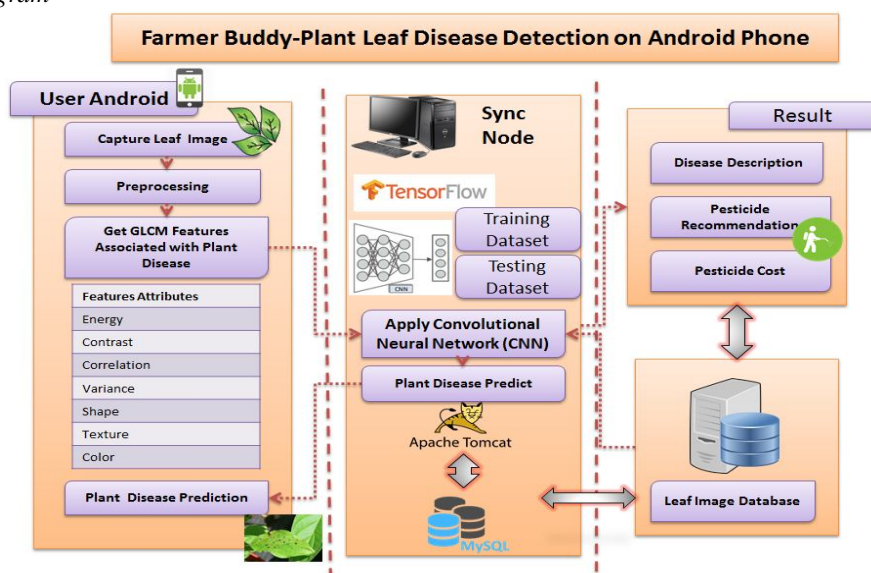 gram
Farmer Buddy-Plant Leaf Disease Detection on Android Phone
User Android
Capture Leaf Image
Preprocessing
Get GLCM Features
Associated with Plant
Disease
Features Attributes
Energy
Contrast
Correlation
Variance
Shape
Texture
Color
Plant Disease Prediction
Sync
Node
TensorFlow
CNN
Training
Dataset
Testing
Dataset
Apply Convolutional
Neural Network (CNN)
Plant Disease Predict
Apache Tomcat
MySQL
Result
Disease Description
Pesticide
Recommendation
Pesticide Cost
Leaf Image Database